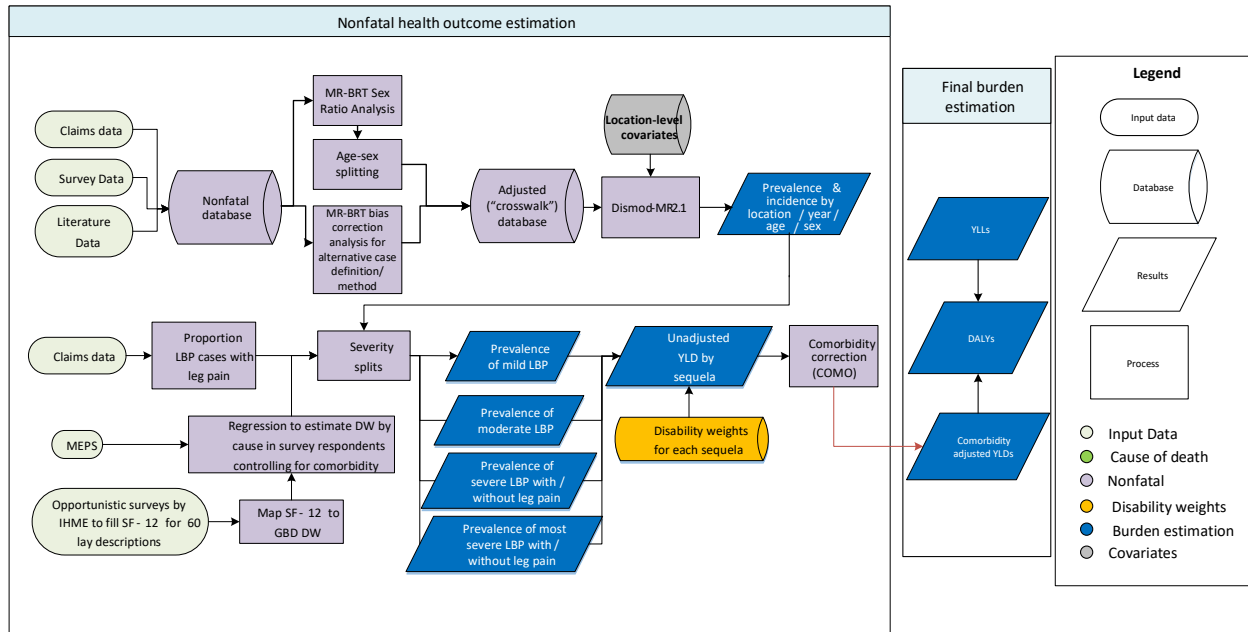 Nonfatal health outcome estimation
Claims data
Survey Data
Literature Data
Nonfatal
database
MR-BRT Sex
Ratio Analysis
Age-sex
splitting
MR-BRT bias
correction
analysis for
alternative case
definition/
method
Adjusted
(“crosswalk”)
database
Location-level
covariates
Dismod-MR2.1
Prevalence &
incidence by
location / year /
age / sex
Claims data
Proportion
LBP cases with
leg pain
Severity
splits
Prevalence
of mild LBP
Prevalence of
moderate LBP
Prevalence of
severe LBP with /
without leg pain
Prevalence of most
severe LBP with /
without leg pain
Unadjusted
YLD by
sequela
Disability weights
for each sequela
Comorbidity
correction
(COMO)
MEPS
Regression to estimate DW by
cause in survey respondents
controlling for comorbidity
Opportunistic surveys by
IHME to fill SF - 12 for 60
lay descriptions
Map SF - 12 to
GBD DW
Final burden
estimation
YLLs
DALYs
Comorbidity
adjusted YLDs
Legend
Input data
Database
Results
Process
Input Data
Cause of death
Nonfatal
Disability weights
Burden estimation
Covariates